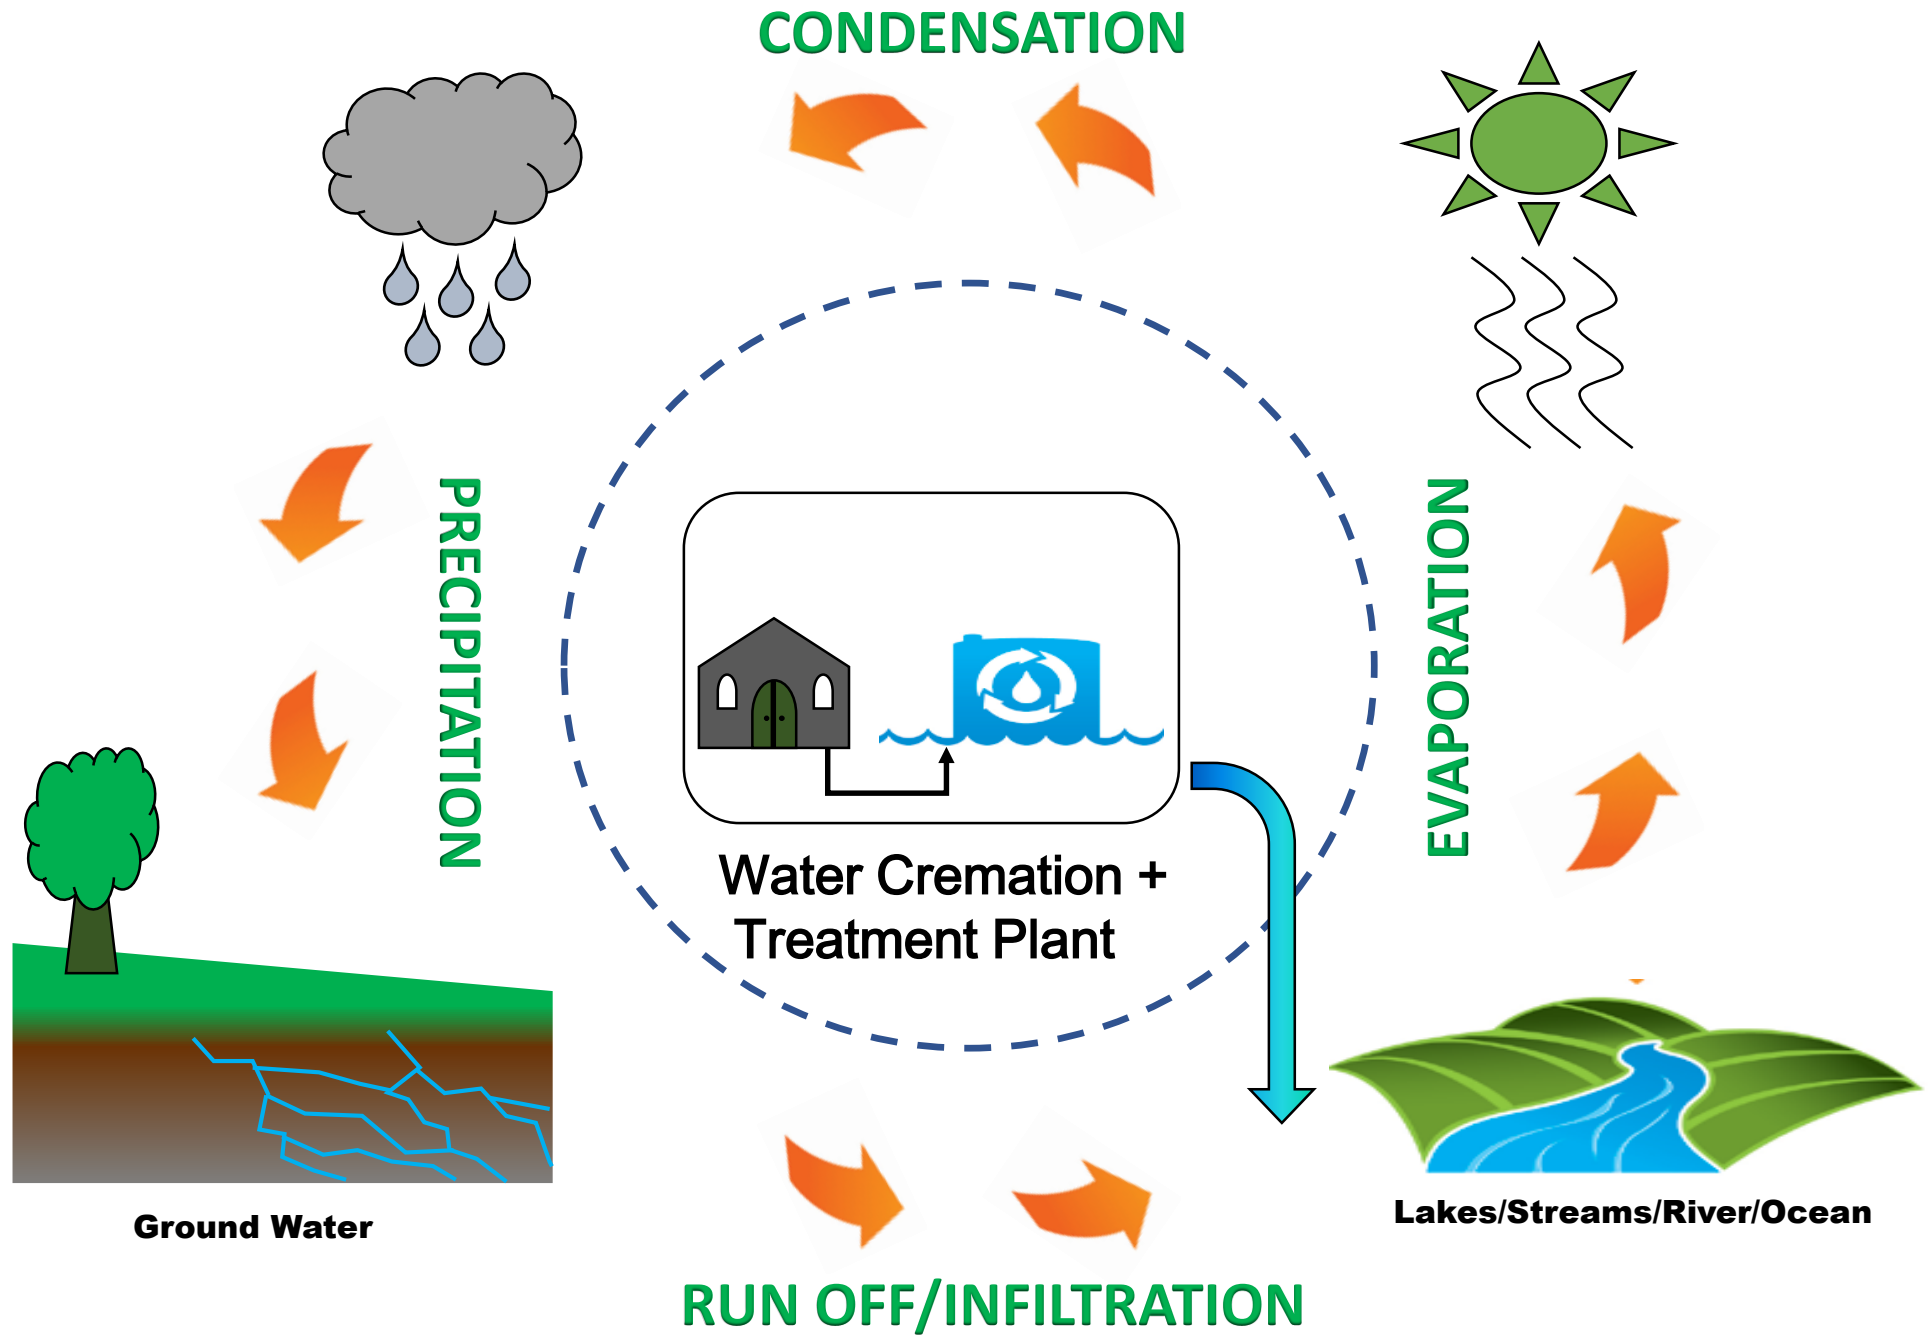 CONDENSATION
PRECIPITATION
EVAPORATION
Water Cremation +
Treatment Plant
Ground Water
Lakes/Streams/River/Ocean
RUN OFF/INFILTRATION